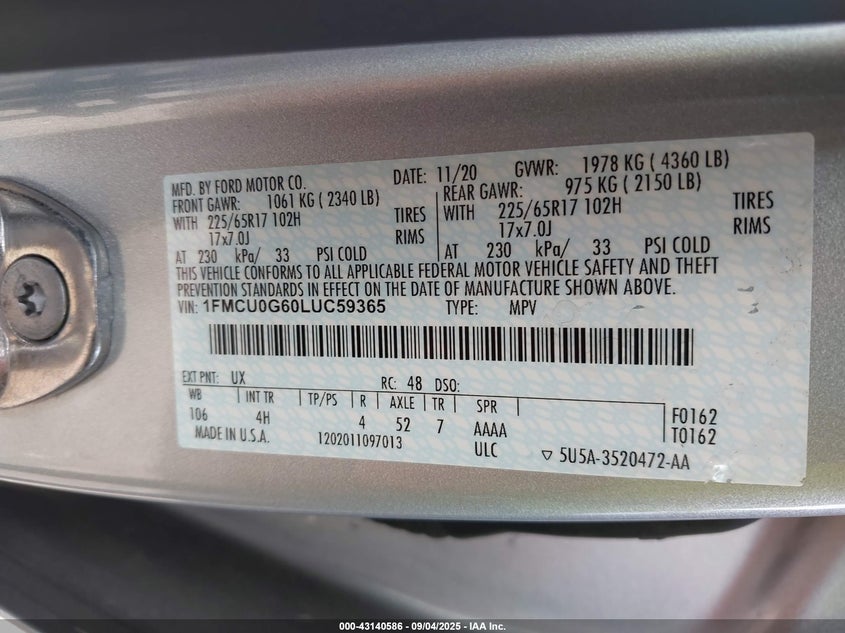 MFD. BY FORD MOTOR CO. DATE: 11/20 GVWR: 1978 KG ( 4360 LB)
FRONT GAWR: 1061 KG ( 2340 LB) REAR GAWR: 975 KG ( 2150 LB)
WITH 225/65R17 102H TIRES WITH 225/65R17 102H TIRES
17x7.0J RIMS 17x7.0J RIMS
AT 230 kPa/ 33 PSI COLD AT 230 kPa/ 33 PSI COLD
THIS VEHICLE CONFORMS TO ALL APPLICABLE FEDERAL MOTOR VEHICLE SAFETY AND THEFT
PREVENTION STANDARDS IN EFFECT ON THE DATE OF MANUFACTURE SHOWN ABOVE.
VIN: 1FMCU0G60LUC59365 TYPE: MPV
EXT PNT: UX RC: 48 DSO:
WB INT TR TP/PS R AXLE TR SPR F0162
106 4H 4 52 7 AAAA T0162
MADE IN U.S.A. 1202011097013 ULC ▽ 5U5A-3520472-AA
000-43140586 - 09/04/2025 - IAA Inc.